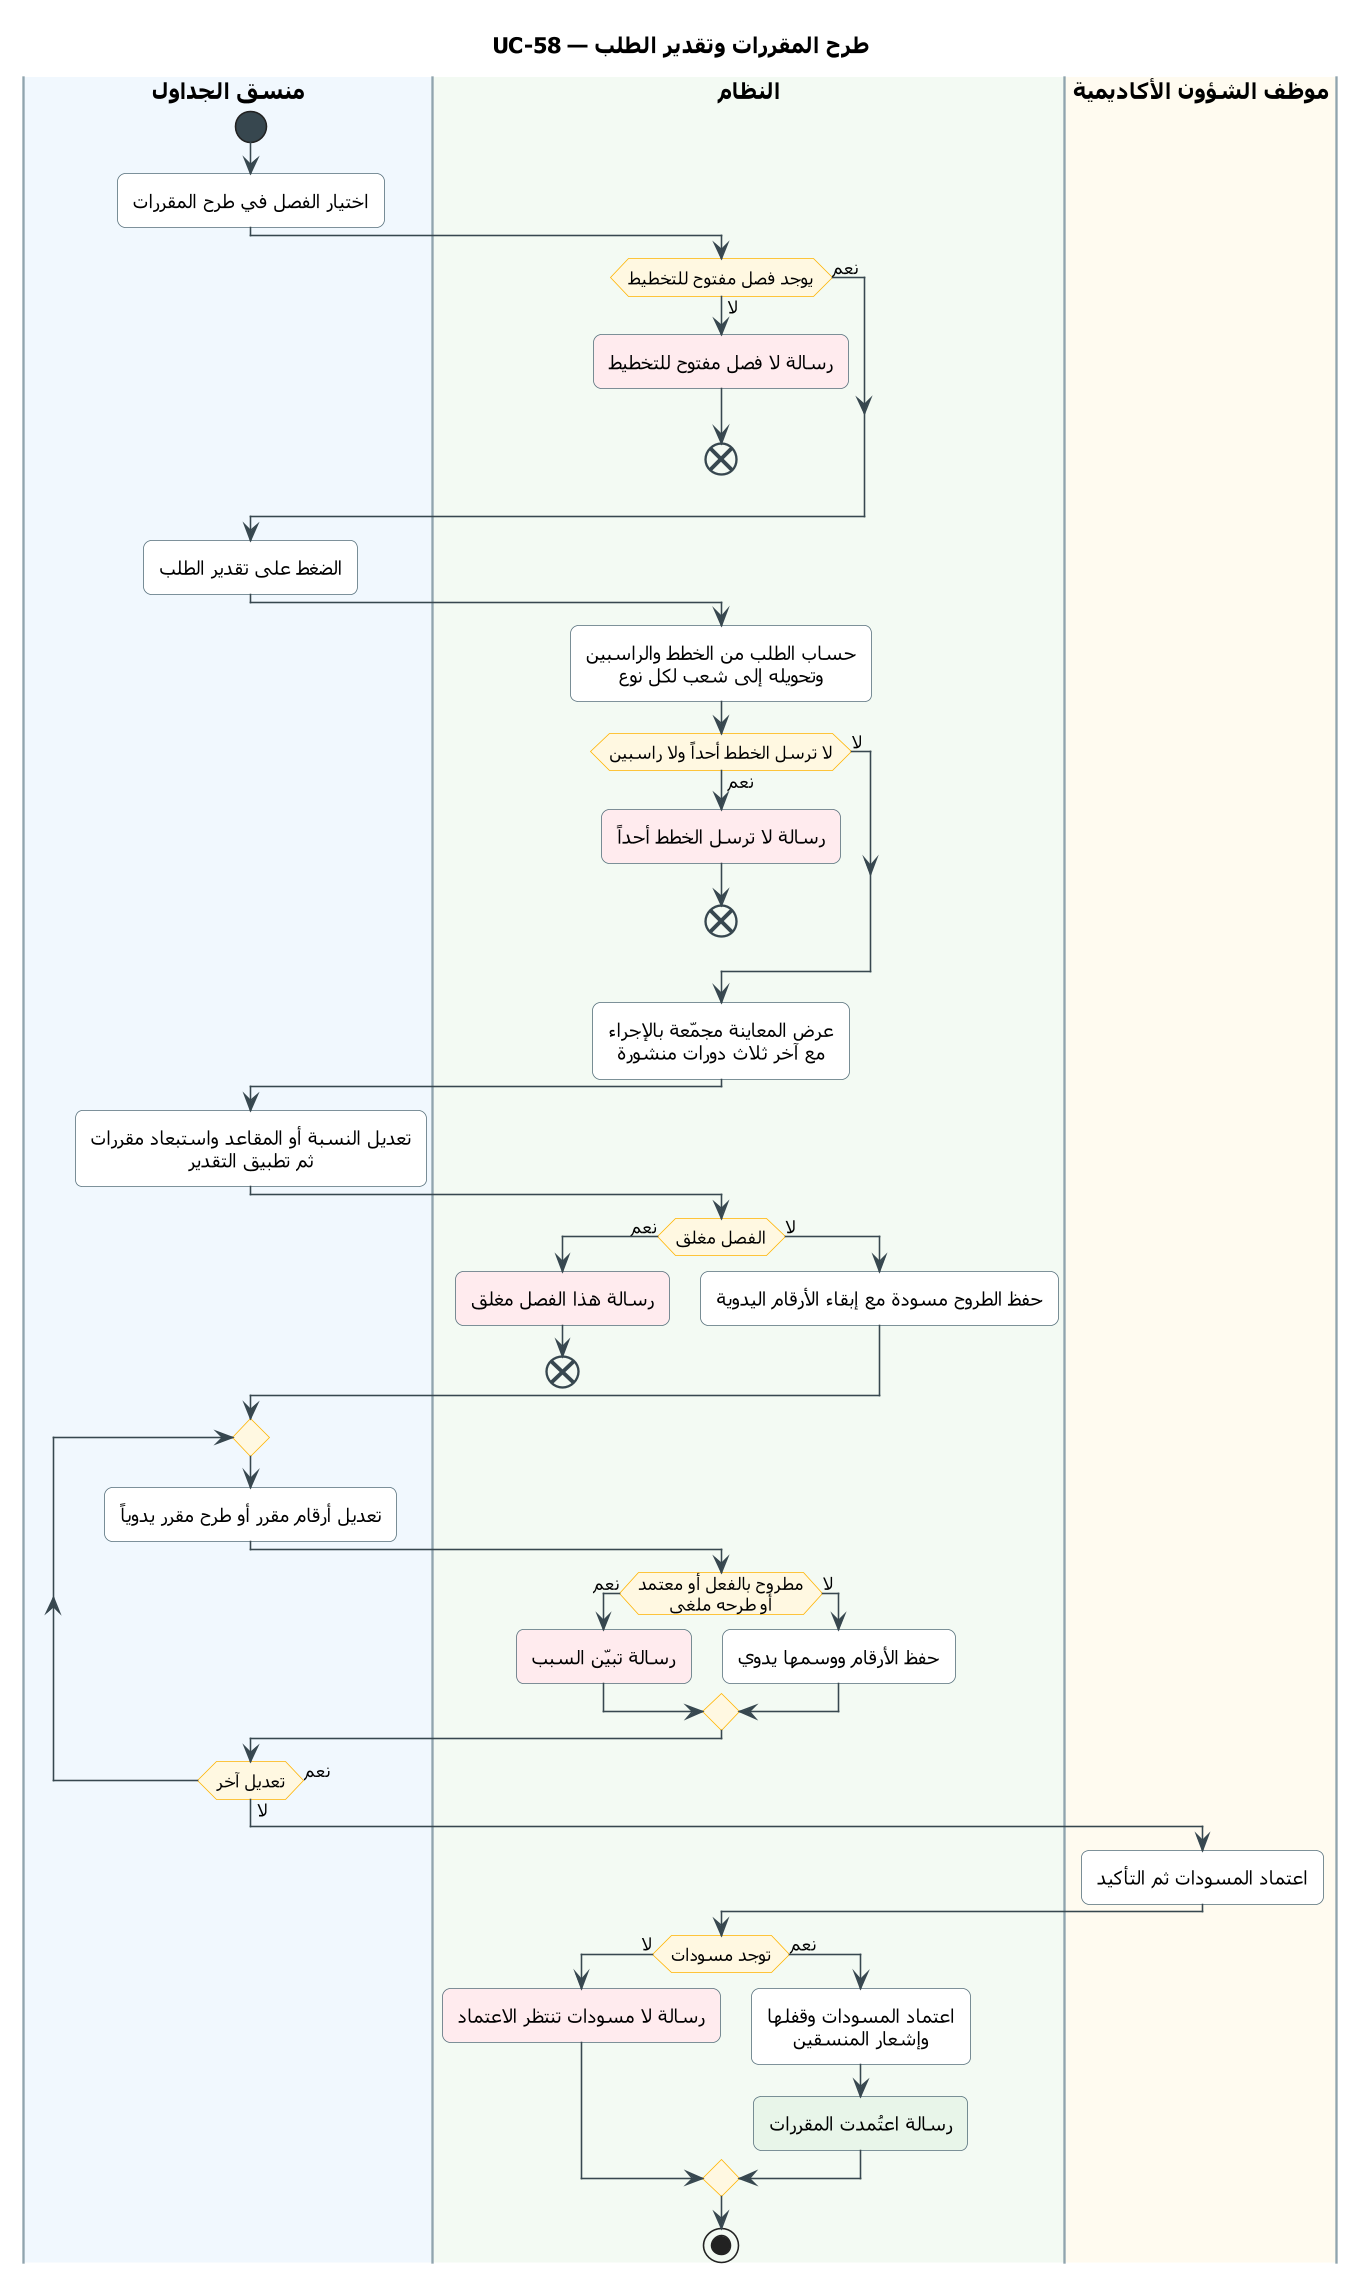 UC-58 — طرح المقررات وتقدير الطلب
منسق الجداول
النظام
موظف الشؤون الأكاديمية
اختيار الفصل في طرح المقررات
يوجد فصل مفتوح للتخطيط
نعم
لا
رسالة لا فصل مفتوح للتخطيط
الضغط على تقدير الطلب
حساب الطلب من الخطط والراسبين
وتحويله إلى شعب لكل نوع
لا ترسل الخطط أحداً ولا راسبين
لا
نعم
رسالة لا ترسل الخطط أحداً
عرض المعاينة مجمّعة بالإجراء
مع آخر ثلاث دورات منشورة
تعديل النسبة أو المقاعد واستبعاد مقررات
ثم تطبيق التقدير
نعم
الفصل مغلق
لا
رسالة هذا الفصل مغلق
حفظ الطروح مسودة مع إبقاء الأرقام اليدوية
تعديل أرقام مقرر أو طرح مقرر يدوياً
نعم
مطروح بالفعل أو معتمد
أو طرحه ملغى
لا
رسالة تبيّن السبب
حفظ الأرقام ووسمها يدوي
تعديل آخر
نعم
لا
اعتماد المسودات ثم التأكيد
لا
توجد مسودات
نعم
رسالة لا مسودات تنتظر الاعتماد
اعتماد المسودات وقفلها
وإشعار المنسقين
رسالة اعتُمدت المقررات